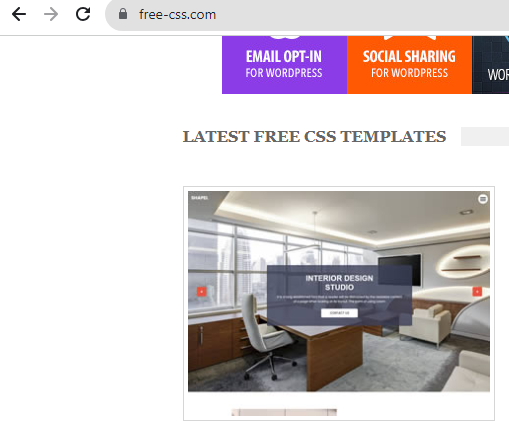 free-css.com
EMAIL OPT-IN
FOR WORDPRESS
SOCIAL SHARING
FOR WORDPRESS
WOR
LATEST FREE CSS TEMPLATES
SHAPEL
INTERIOR DESIGN
STUDIO
CONTACT US